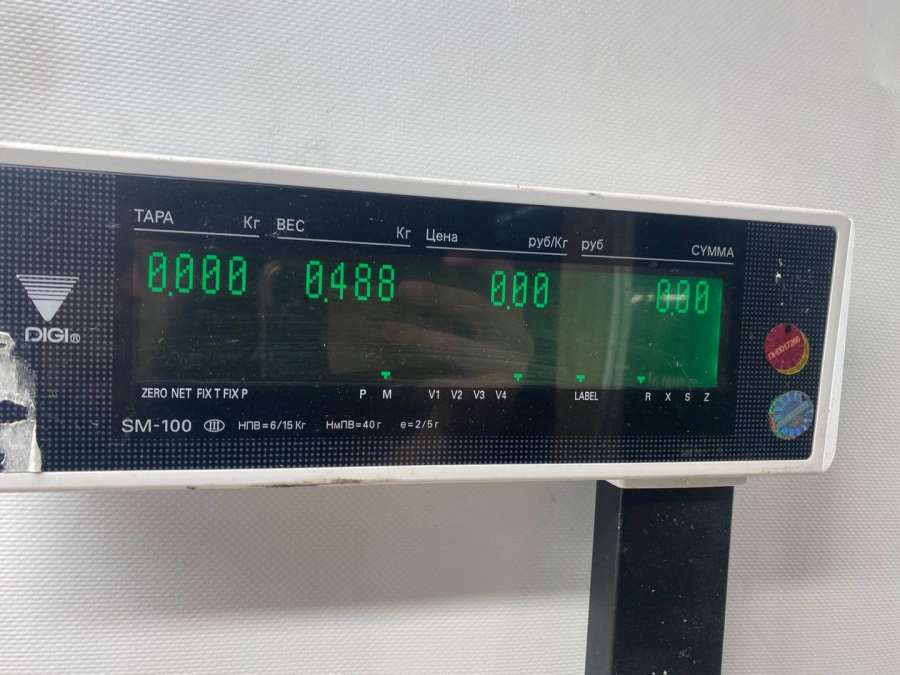 ТАРА Кг ВЕС Кг Цена руб/Кг руб СУММА
0.000 0.488 0.00 0.00
DIGI®
ZERO NET FIX T FIX P P M V1 V2 V3 V4 LABEL R X S Z
SM-100 III НПВ=6/15 Кг НмПВ=40 г e=2/5 г